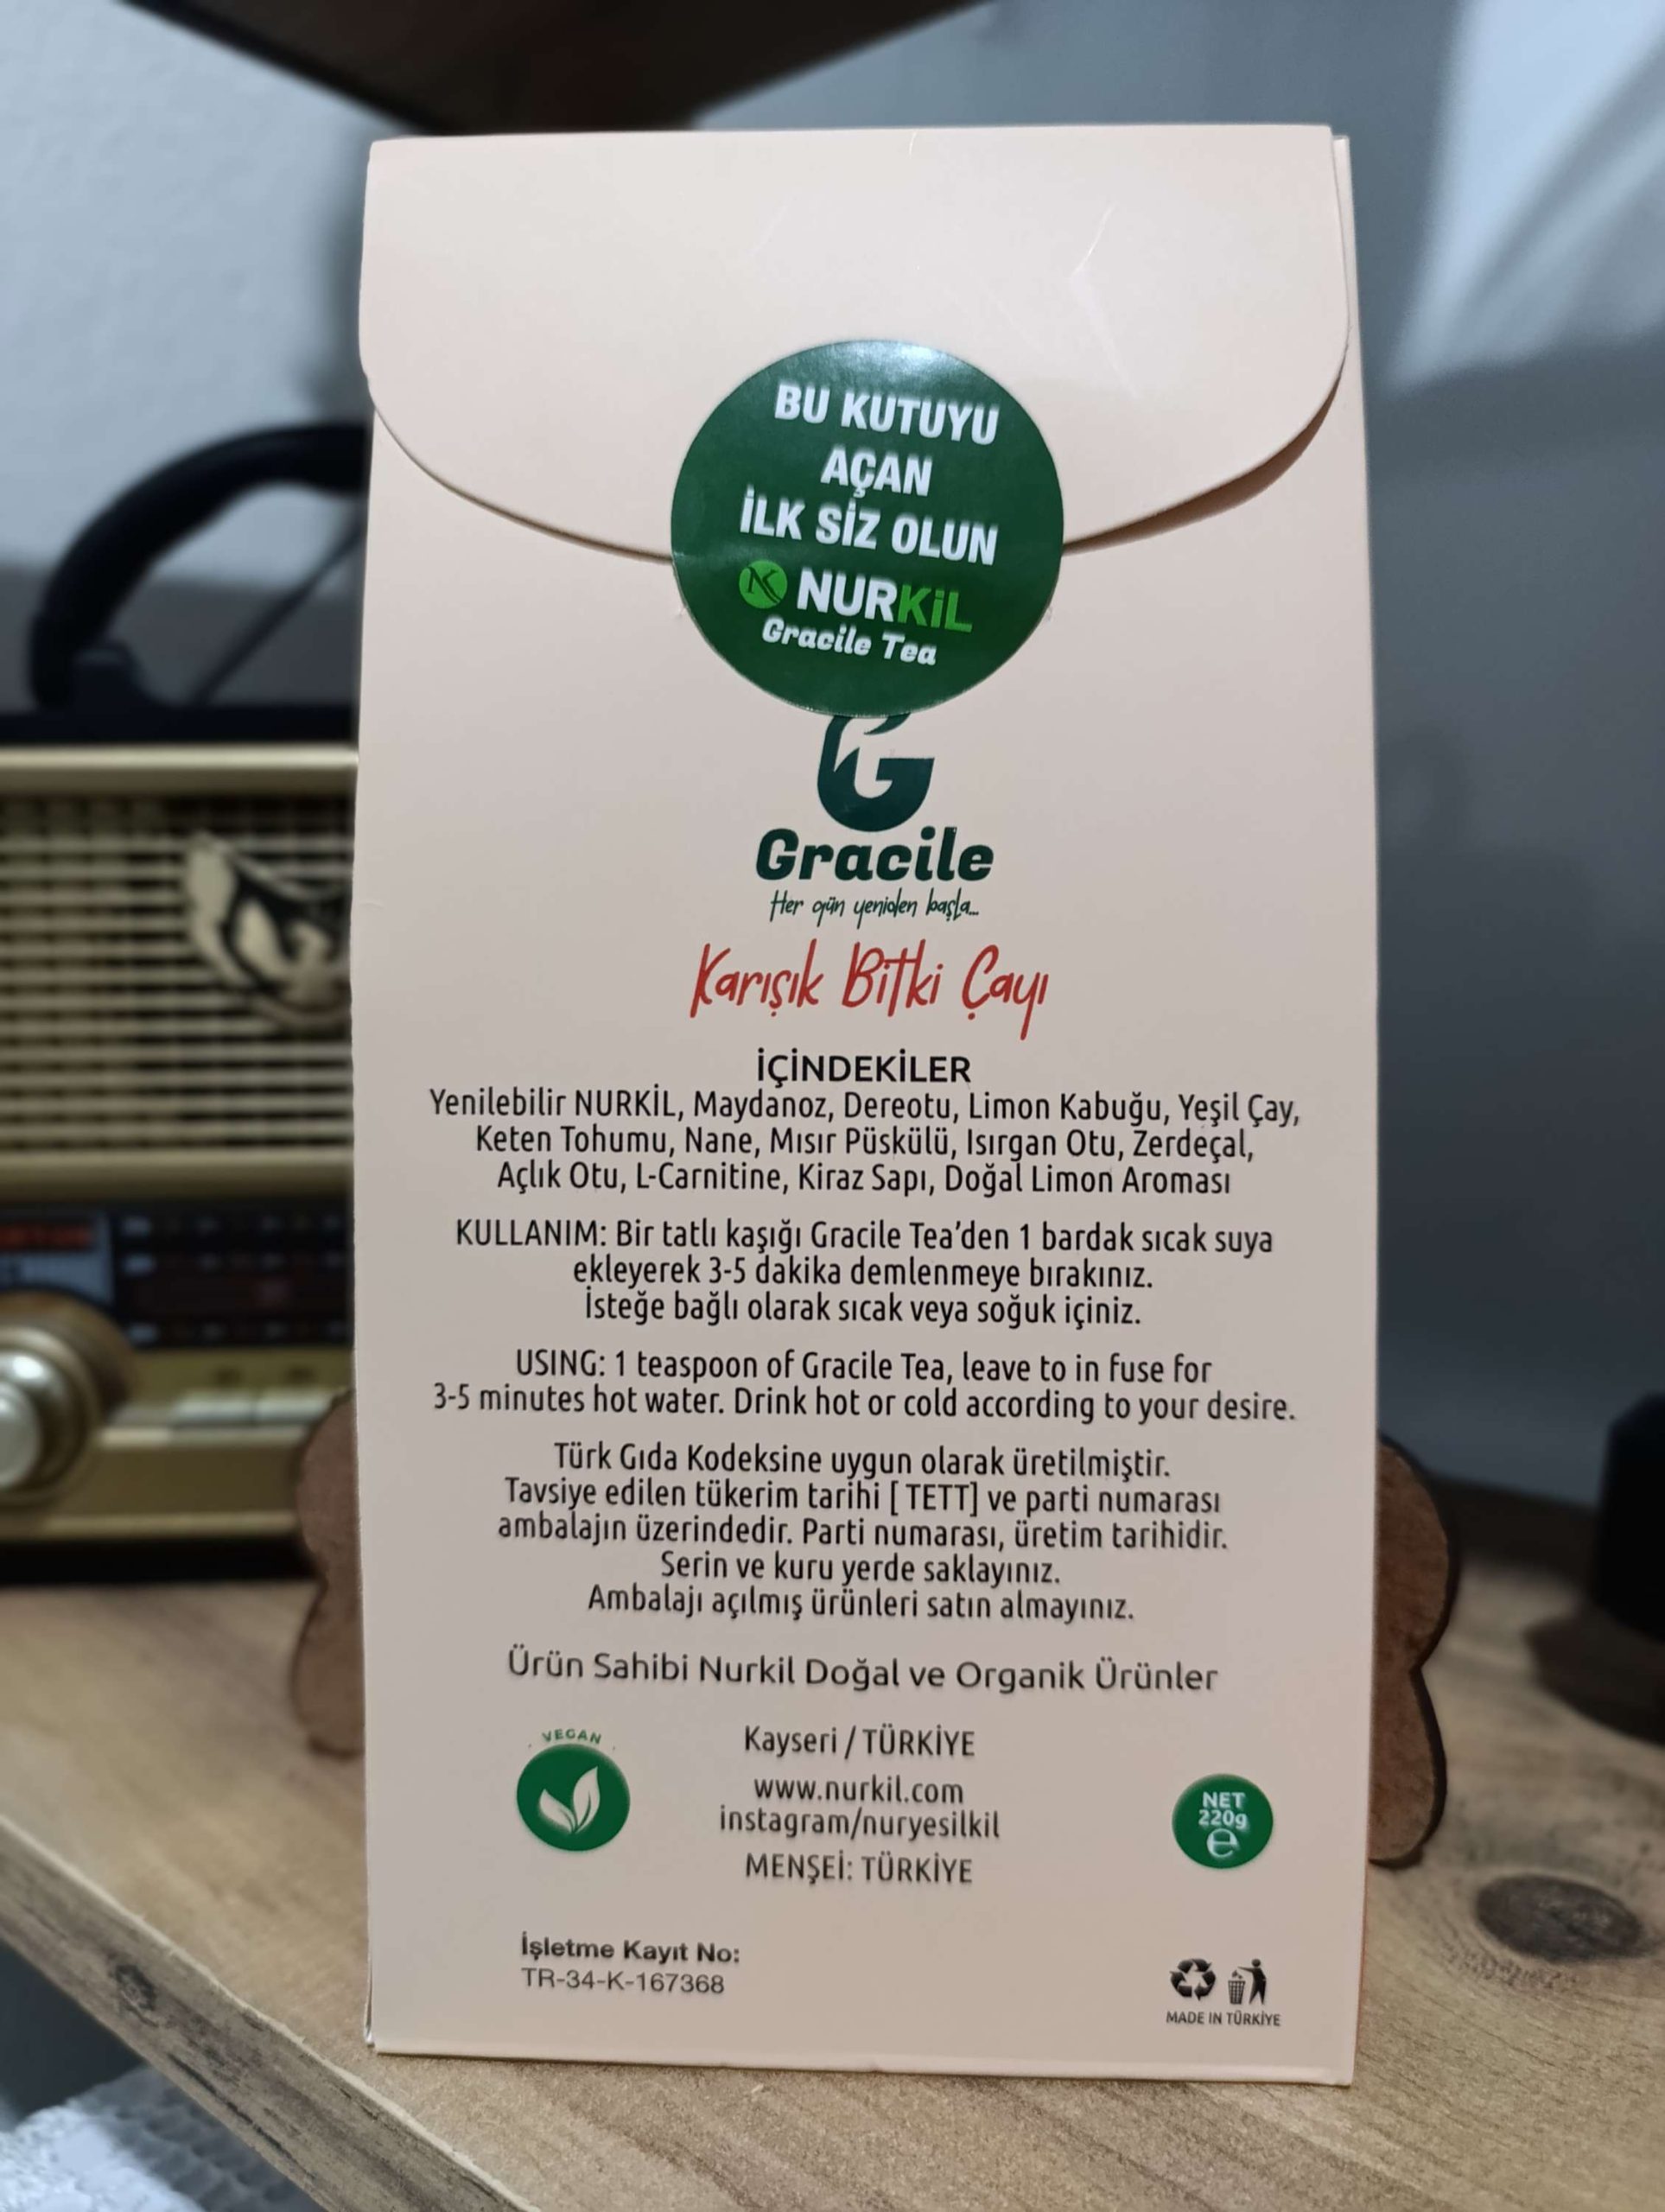 BU KUTUYU
AÇAN
İLK SİZ OLUN
NURKiL
Gracile Tea
Gracile
Her gün yeniden başla...
Karışık Bitki Çayı
İÇİNDEKİLER
Yenilebilir NURKİL, Maydanoz, Dereotu, Limon Kabuğu, Yeşil Çay,
Keten Tohumu, Nane, Mısır Püskülü, Isırgan Otu, Zerdeçal,
Açlık Otu, L-Carnitine, Kiraz Sapı, Doğal Limon Aroması
KULLANIM: Bir tatlı kaşığı Gracile Tea'den 1 bardak sıcak suya
ekleyerek 3-5 dakika demlenmeye bırakınız.
İsteğe bağlı olarak sıcak veya soğuk içiniz.
USING: 1 teaspoon of Gracile Tea, leave to in fuse for
3-5 minutes hot water. Drink hot or cold according to your desire.
Türk Gıda Kodeksine uygun olarak üretilmiştir.
Tavsiye edilen tükerim tarihi [ TETT] ve parti numarası
ambalajın üzerindedir. Parti numarası, üretim tarihidir.
Serin ve kuru yerde saklayınız.
Ambalajı açılmış ürünleri satın almayınız.
Ürün Sahibi Nurkil Doğal ve Organik Ürünler
VEGAN
Kayseri / TÜRKİYE
www.nurkil.com
instagram/nuryesilkil
MENŞEİ: TÜRKİYE
NET
220g
e
İşletme Kayıt No:
TR-34-K-167368
MADE IN TÜRKİYE